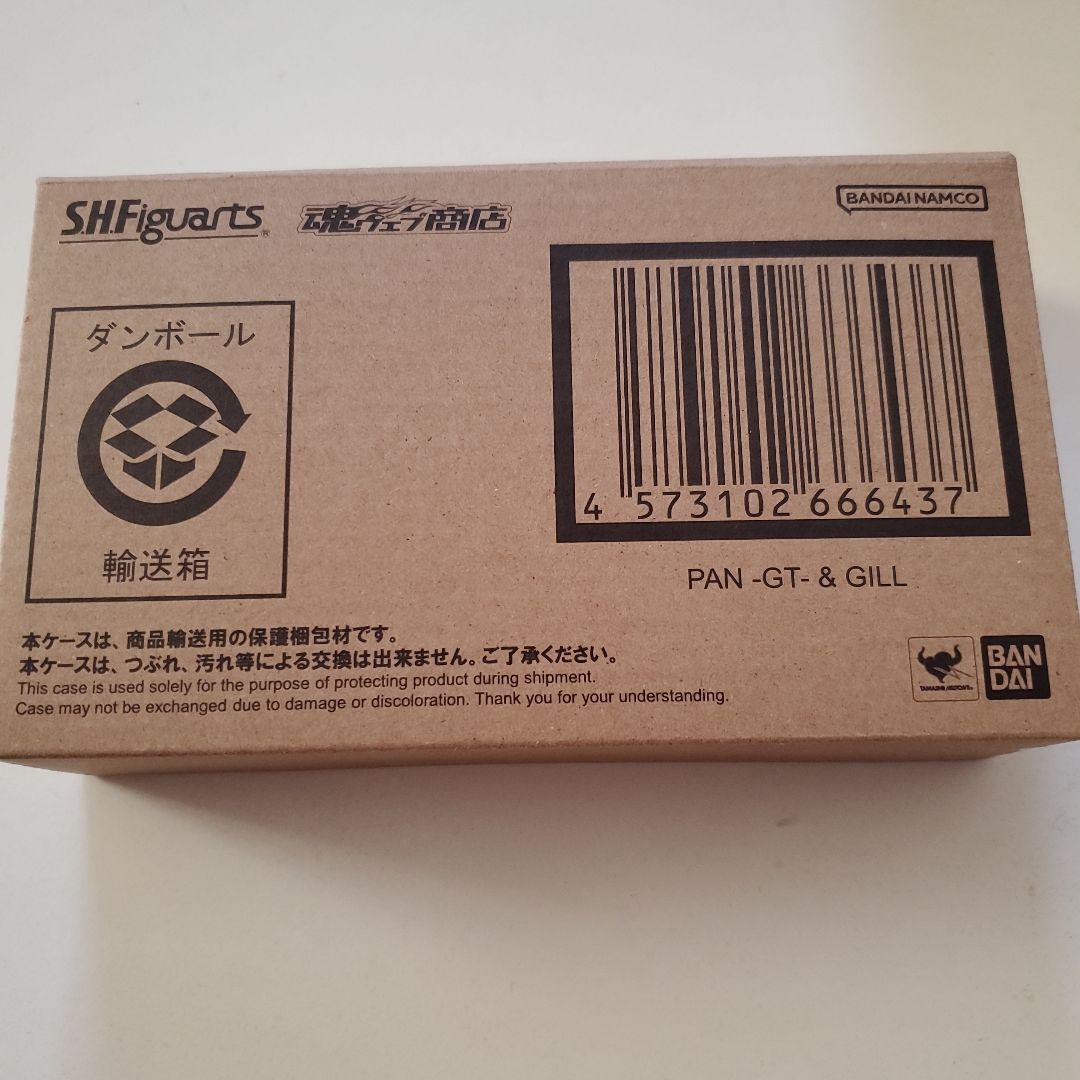 S.H.Figuarts®
魂ウェブ商店
BANDAI NAMCO
ダンボール
輸送箱
4 573102 666437
PAN -GT- & GILL
本ケースは、商品輸送用の保護梱包材です。
本ケースは、つぶれ、汚れ等による交換は出来ません。ご了承ください。
This case is used solely for the purpose of protecting product during shipment.
Case may not be exchanged due to damage or discoloration. Thank you for your understanding.
TAMASHII NATIONS
BAN
DAI